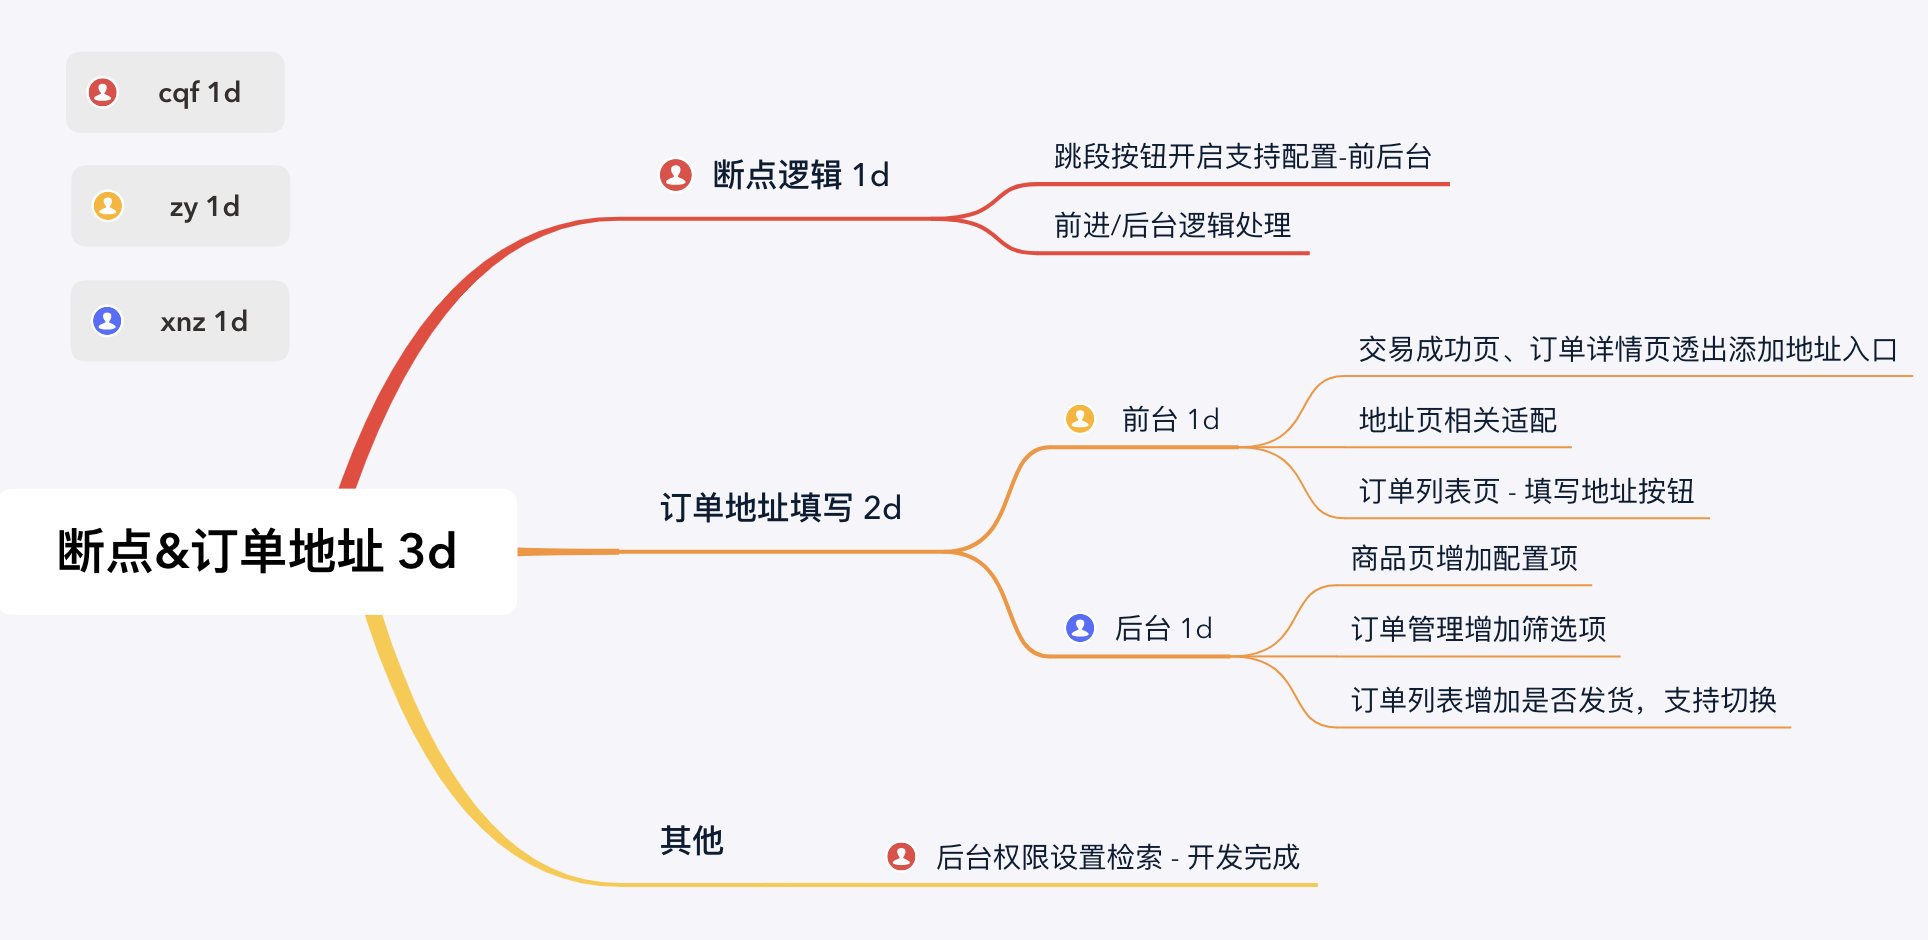 cqf 1d
zy 1d
xnz 1d
断点&订单地址 3d
断点逻辑 1d
跳段按钮开启支持配置-前后台
前进/后台逻辑处理
订单地址填写 2d
前台 1d
交易成功页、订单详情页透出添加地址入口
地址页相关适配
订单列表页 - 填写地址按钮
后台 1d
商品页增加配置项
订单管理增加筛选项
订单列表增加是否发货，支持切换
其他
后台权限设置检索 - 开发完成